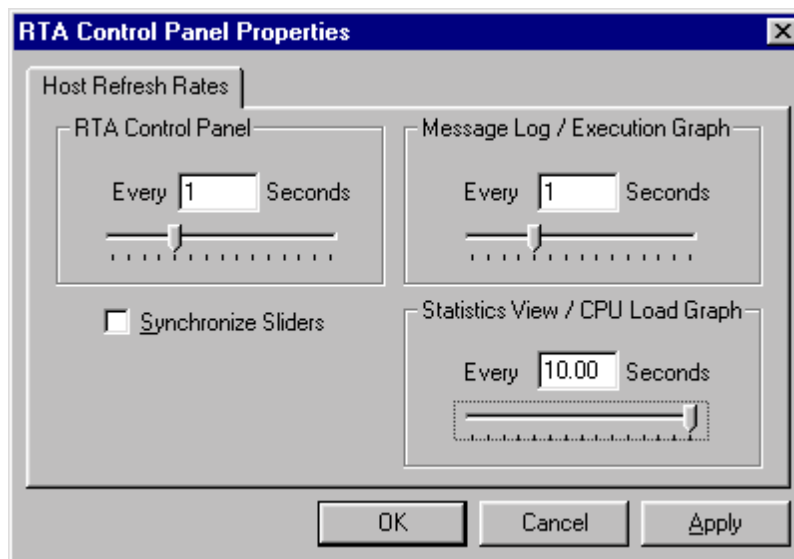 RTA Control Panel Properties
Host Refresh Rates
RTA Control Panel
Every 1 Seconds
Synchronize Sliders
Message Log / Execution Graph
Every 1 Seconds
Statistics View / CPU Load Graph
Every 10.00 Seconds
OK Cancel Apply